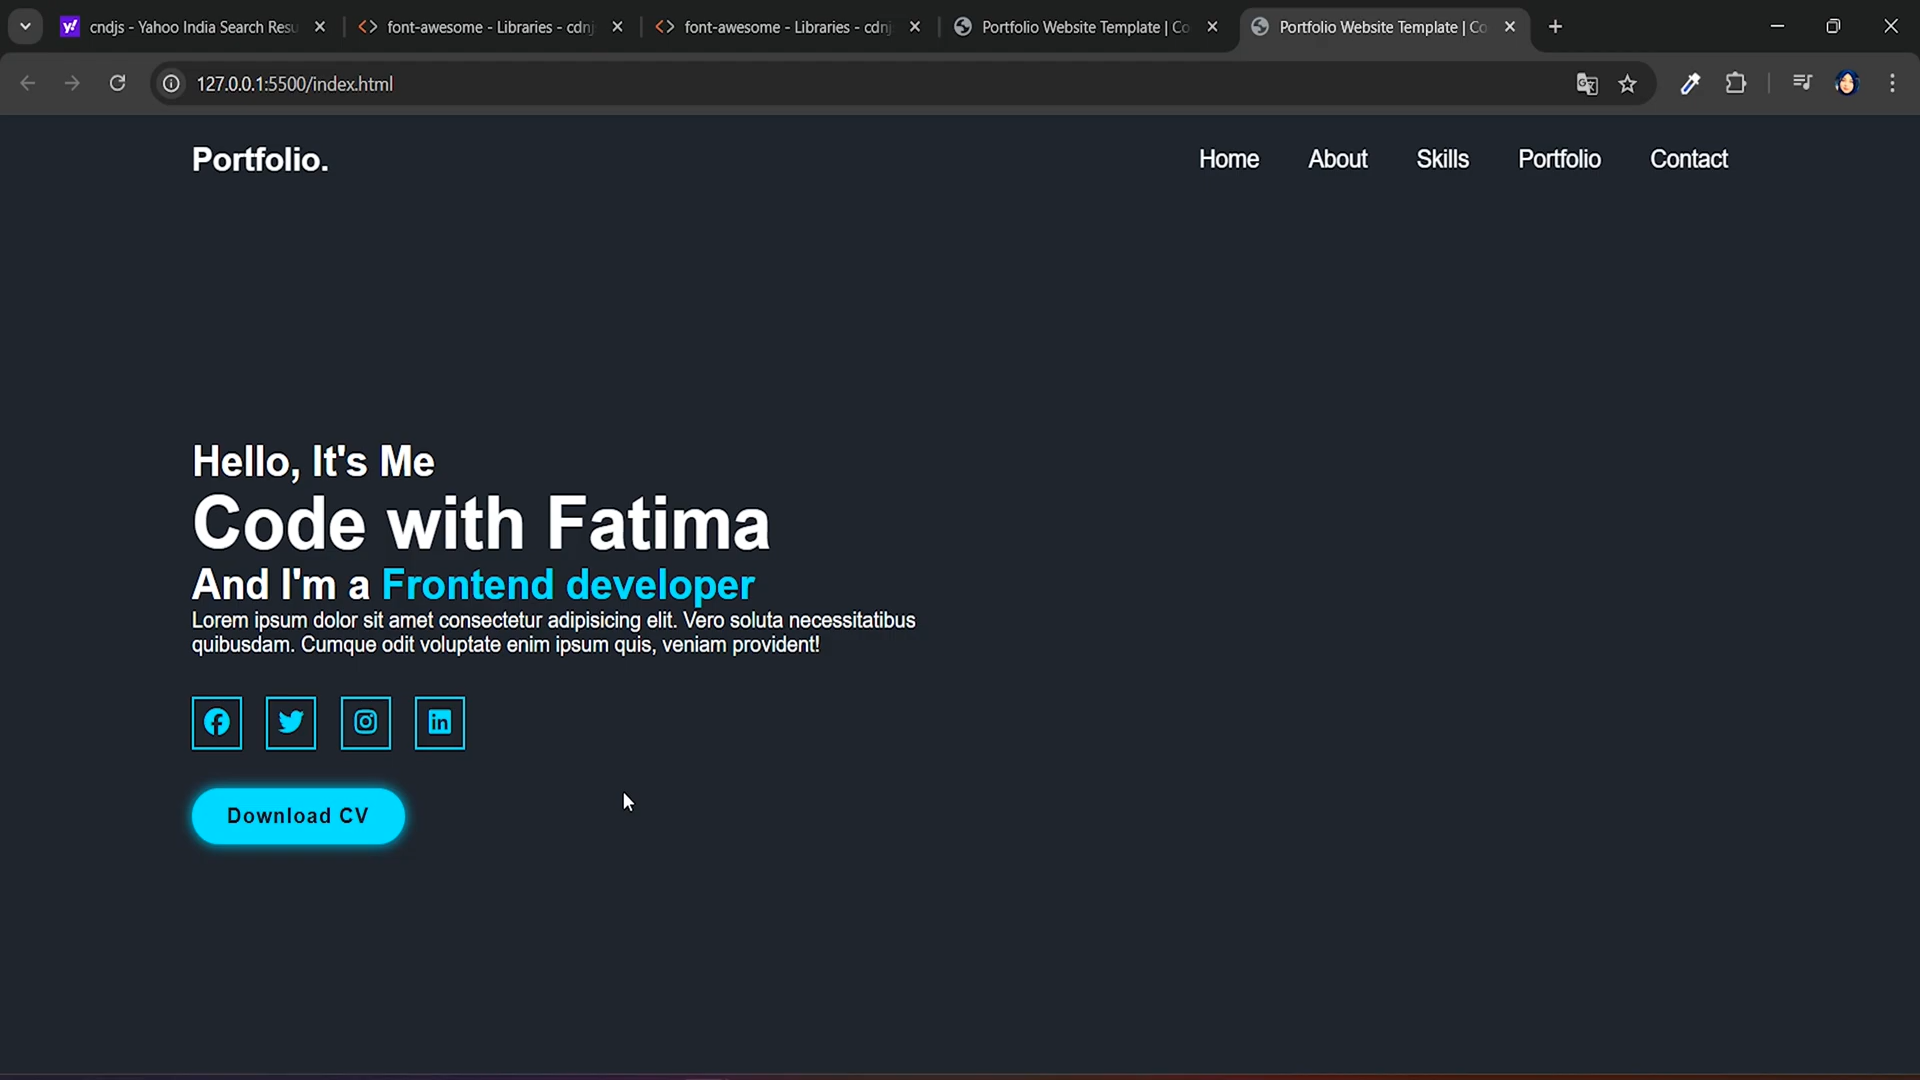 y! cndjs - Yahoo India Search Resu
font-awesome - Libraries - cdnj
font-awesome - Libraries - cdnj
Portfolio Website Template | Co
Portfolio Website Template | Co
127.0.0.1:5500/index.html
Portfolio.
Home About Skills Portfolio Contact
Hello, It's Me
Code with Fatima
And I'm a Frontend developer
Lorem ipsum dolor sit amet consectetur adipisicing elit. Vero soluta necessitatibus
quibusdam. Cumque odit voluptate enim ipsum quis, veniam provident!
in
Download CV